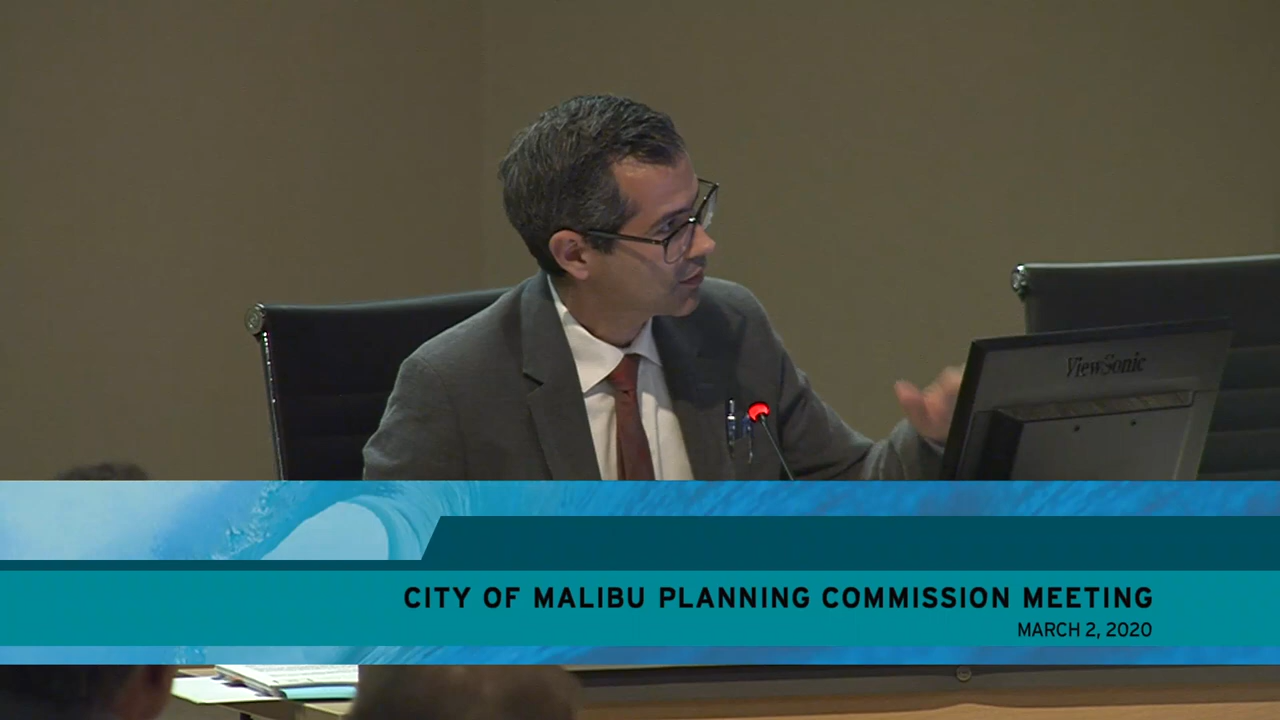 ViewSonic
CITY OF MALIBU PLANNING COMMISSION MEETING
MARCH 2, 2020